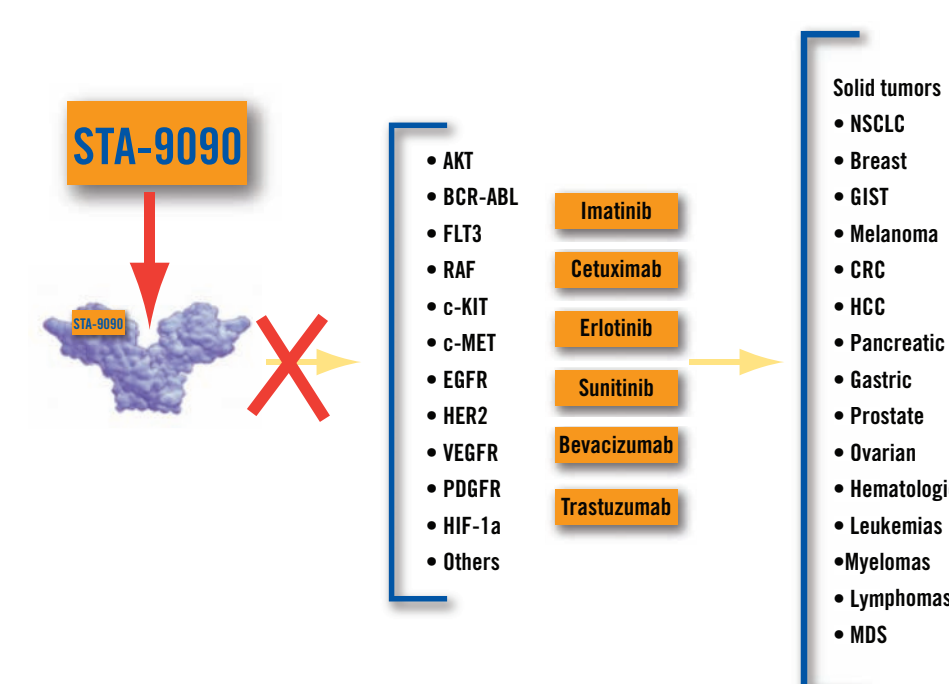 STA-9090
STA-9090
• AKT
• BCR-ABL
• FLT3
• RAF
• c-KIT
• c-MET
• EGFR
• HER2
• VEGFR
• PDGFR
• HIF-1a
• Others
Imatinib
Cetuximab
Erlotinib
Sunitinib
Bevacizumab
Trastuzumab
Solid tumors
• NSCLC
• Breast
• GIST
• Melanoma
• CRC
• HCC
• Pancreatic
• Gastric
• Prostate
• Ovarian
• Hematologi
• Leukemias
•Myelomas
• Lymphomas
• MDS